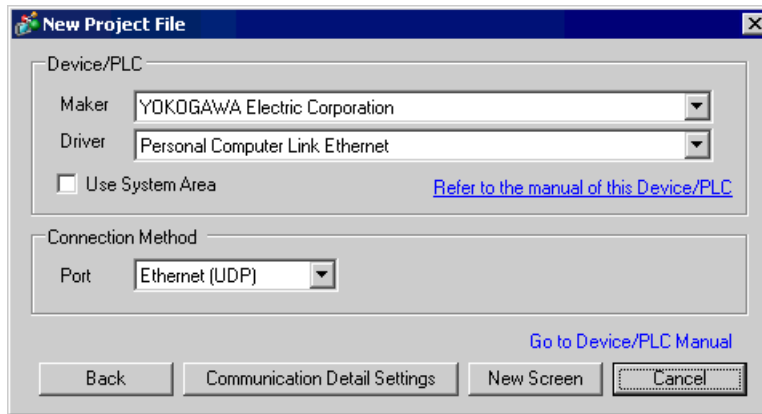 New Project File
Device/PLC
Maker YOKOGAWA Electric Corporation
Driver Personal Computer Link Ethernet
Use System Area Refer to the manual of this Device/PLC
Connection Method
Port Ethernet (UDP)
Go to Device/PLC Manual
Back Communication Detail Settings New Screen Cancel